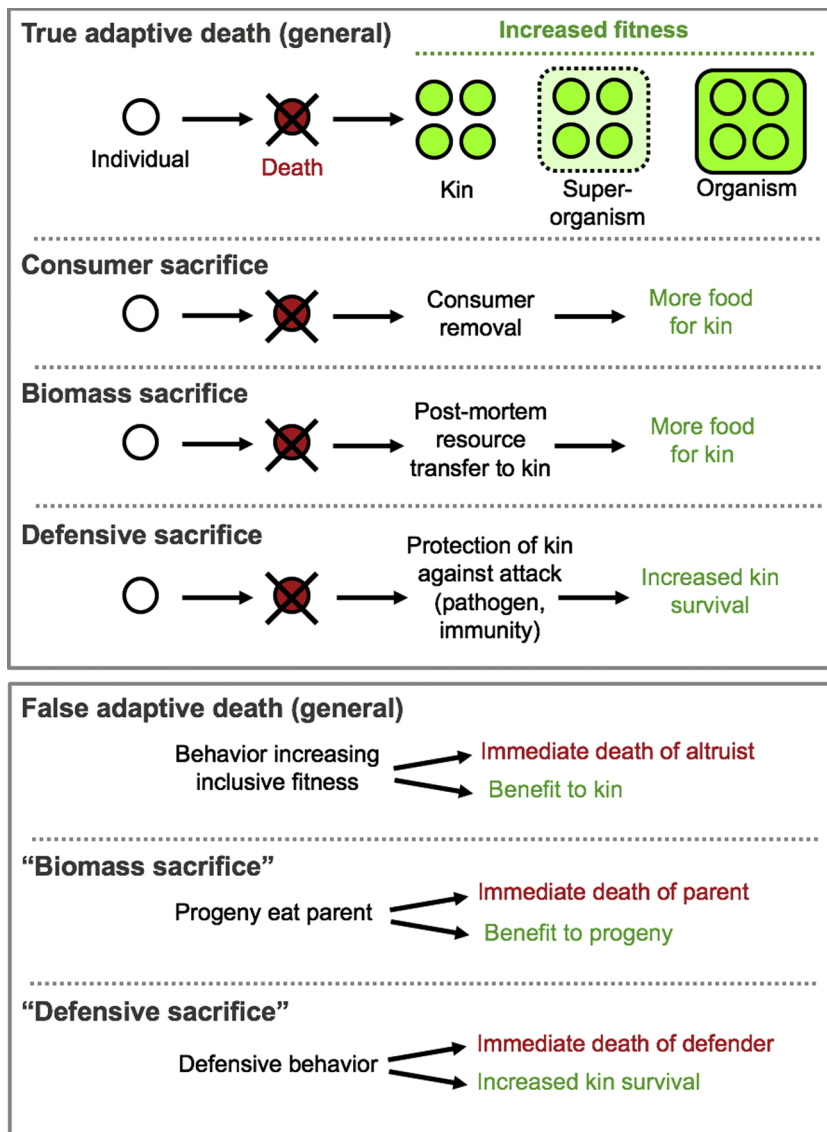 True adaptive death (general)
Increased fitness
Individual
Death
Kin
Super-
organism
Organism
Consumer sacrifice
Consumer
removal
More food
for kin
Biomass sacrifice
Post-mortem
resource
transfer to kin
More food
for kin
Defensive sacrifice
Protection of kin
against attack
(pathogen,
immunity)
Increased kin
survival
False adaptive death (general)
Behavior increasing
inclusive fitness
Immediate death of altruist
Benefit to kin
“Biomass sacrifice”
Progeny eat parent
Immediate death of parent
Benefit to progeny
“Defensive sacrifice”
Defensive behavior
Immediate death of defender
Increased kin survival